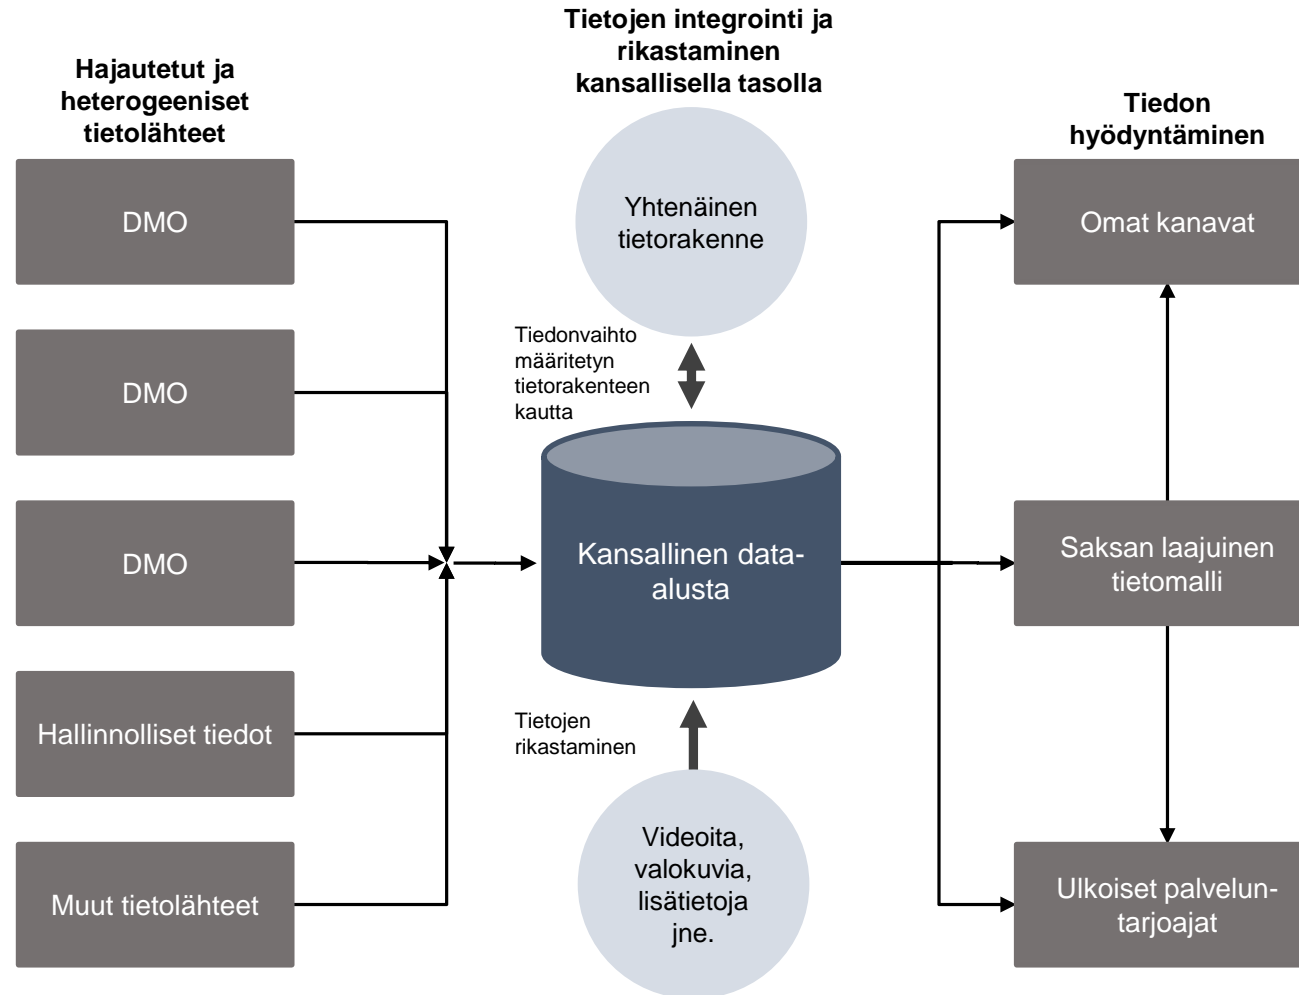 Hajautetut ja
heterogeeniset
tietolähteet
DMO
DMO
DMO
Hallinnolliset tiedot
Muut tietolähteet
Tietojen integrointi ja
rikastaminen
kansallisella tasolla
Yhtenäinen
tietorakenne
Tiedonvaihto
määritetyn
tietorakenteen
kautta
Kansallinen data-
alusta
Tietojen
rikastaminen
Videoita,
valokuvia,
lisätietoja
jne.
Tiedon
hyödyntäminen
Omat kanavat
Saksan laajuinen
tietomalli
Ulkoiset palvelun-
tarjoajat